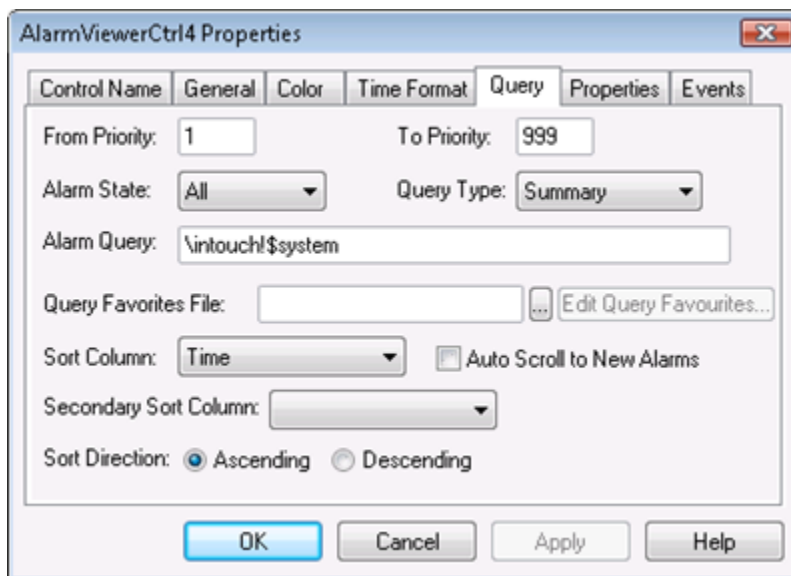 AlarmViewerCtrl4 Properties
Control Name General Color Time Format Query Properties Events
From Priority: 1 To Priority: 999
Alarm State: All Query Type: Summary
Alarm Query: \intouch!$system
Query Favorites File: ... Edit Query Favourites...
Sort Column: Time Auto Scroll to New Alarms
Secondary Sort Column:
Sort Direction: Ascending Descending
OK Cancel Apply Help